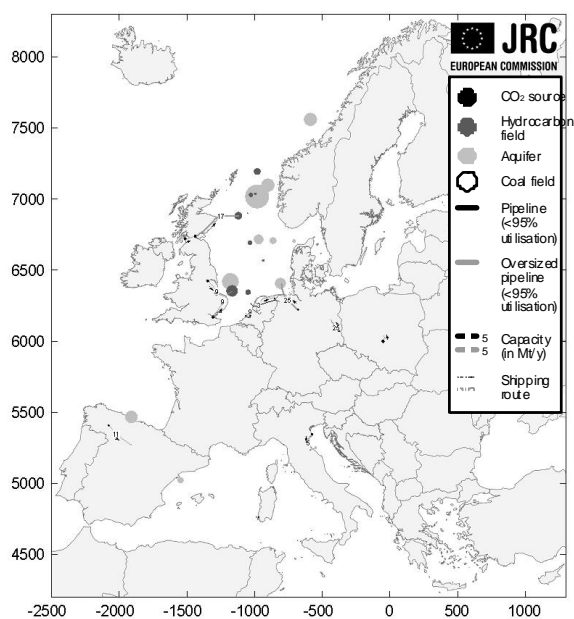 JRC
EUROPEAN COMMISSION
8000
7500
7000
6500
6000
5500
5000
4500
-2500 -2000 -1500 -1000 -500 0 500 1000
CO2 source
Hydrocarbon
field
Aquifer
Coal field
Pipeline
(<95%
utilisation)
Oversized
pipeline
(<95%
utilisation)
5 Capacity
5 (in Mt/y)
Shipping
route
17
9
9
25
11